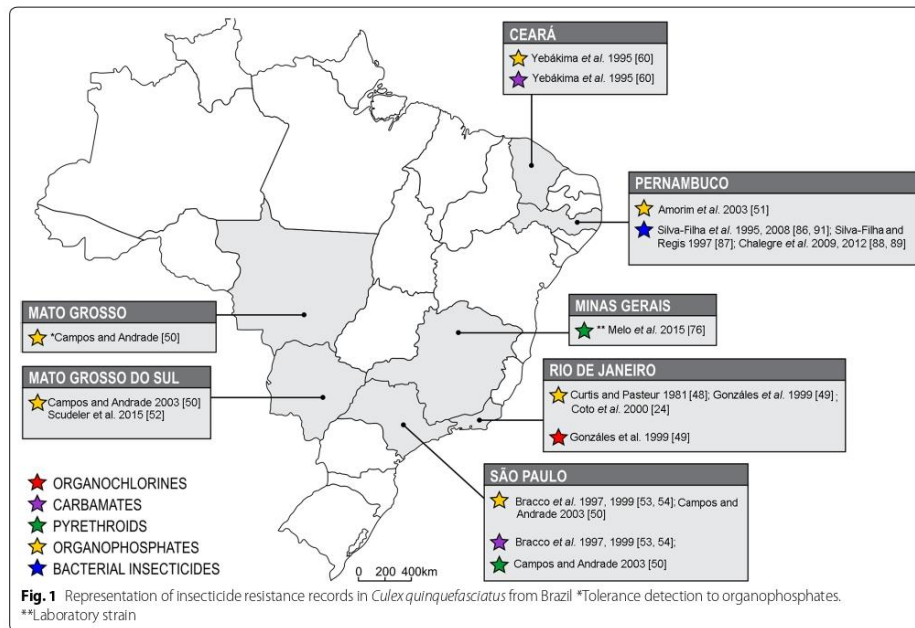 CEARÁ
Yebákima et al. 1995 [60]
Yebákima et al. 1995 [60]
PERNAMBUCO
Amorim et al. 2003 [51]
Silva-Filha et al. 1995, 2008 [86, 91]; Silva-Filha and
Regis 1997 [87]; Chalegre et al. 2009, 2012 [88, 89]
MATO GROSSO
*Campos and Andrade [50]
MINAS GERAIS
** Melo et al. 2015 [76]
MATO GROSSO DO SUL
Campos and Andrade 2003 [50]
Scudeler et al. 2015 [52]
RIO DE JANEIRO
Curtis and Pasteur 1981 [48]; Gonzáles et al. 1999 [49];
Coto et al. 2000 [24]
Gonzáles et al. 1999 [49]
SÃO PAULO
Bracco et al. 1997, 1999 [53, 54]; Campos and
Andrade 2003 [50]
Bracco et al. 1997, 1999 [53, 54];
Campos and Andrade 2003 [50]
ORGANOCHLORINES
CARBAMATES
PYRETHROIDS
ORGANOPHOSPHATES
BACTERIAL INSECTICIDES
0 200 400km
Fig. 1 Representation of insecticide resistance records in Culex quinquefasciatus from Brazil *Tolerance detection to organophosphates.
**Laboratory strain